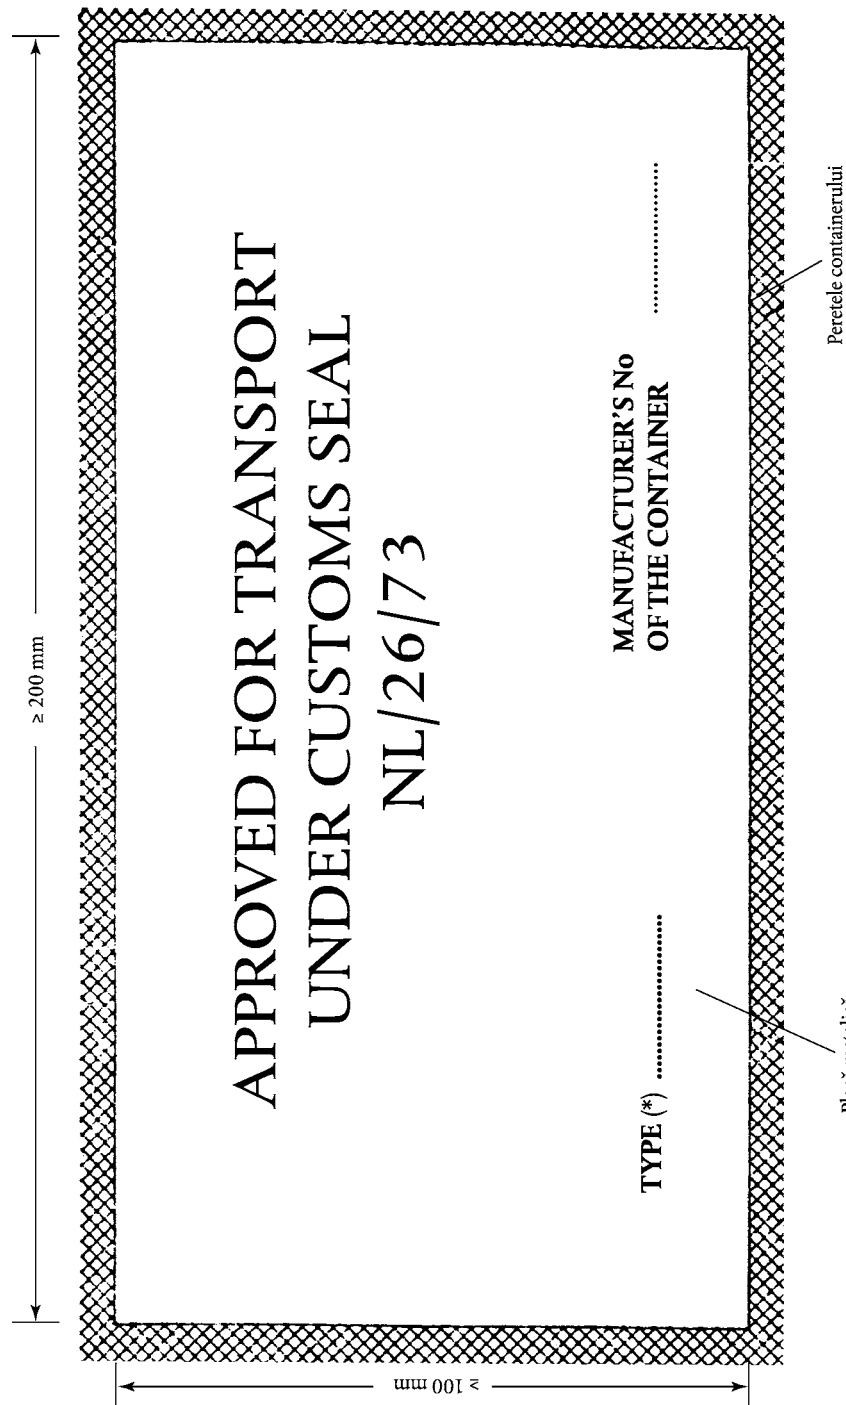 ≥ 200 mm
APPROVED FOR TRANSPORT
UNDER CUSTOMS SEAL
NL/26/73
TYPE (*) ........................
MANUFACTURER'S No
OF THE CONTAINER ........................
≥ 100 mm
Peretele containerului